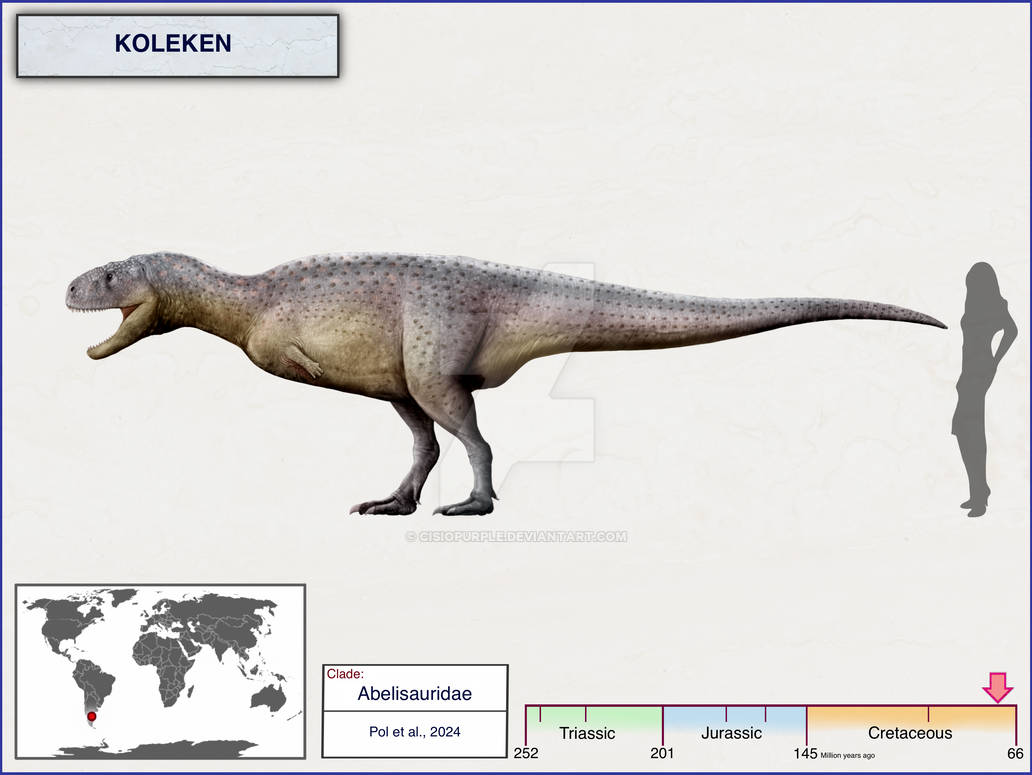 KOLEKEN
© CISIOPURPLE.DEVIANTART.COM
Clade:
Abelisauridae
Pol et al., 2024
Triassic Jurassic Cretaceous
252 201 145 Million years ago 66